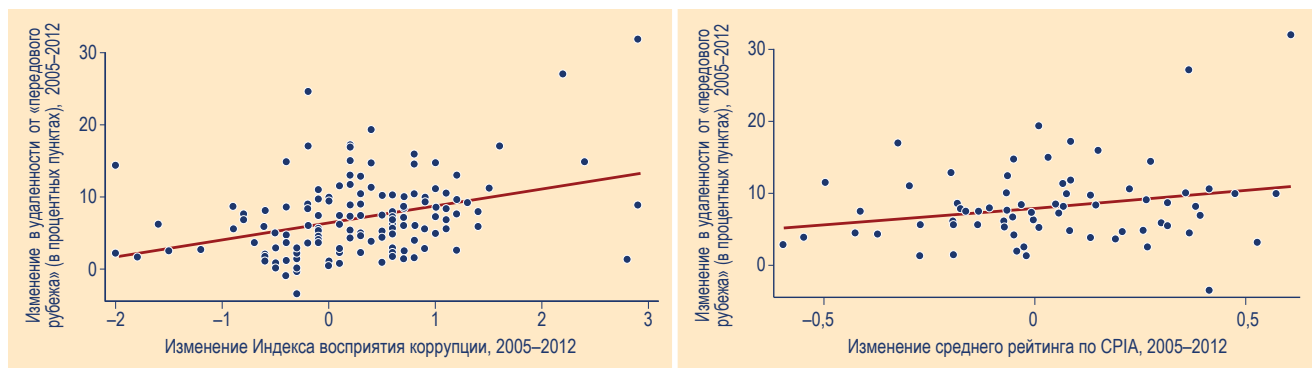 Изменение в удаленности от «передового
рубежа» (в процентных пунктах), 2005–2012
30
20
10
0
–2
–1
0
1
2
3
Изменение Индекса восприятия коррупции, 2005–2012
Изменение в удаленности от «передового
рубежа» (в процентных пунктах), 2005–2012
30
20
10
0
–0,5
0
0,5
Изменение среднего рейтинга по CPIA, 2005–2012